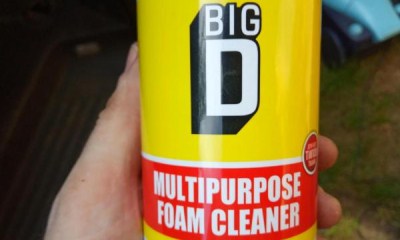 BIG
D
MULTIPURPOSE
FOAM CLEANER